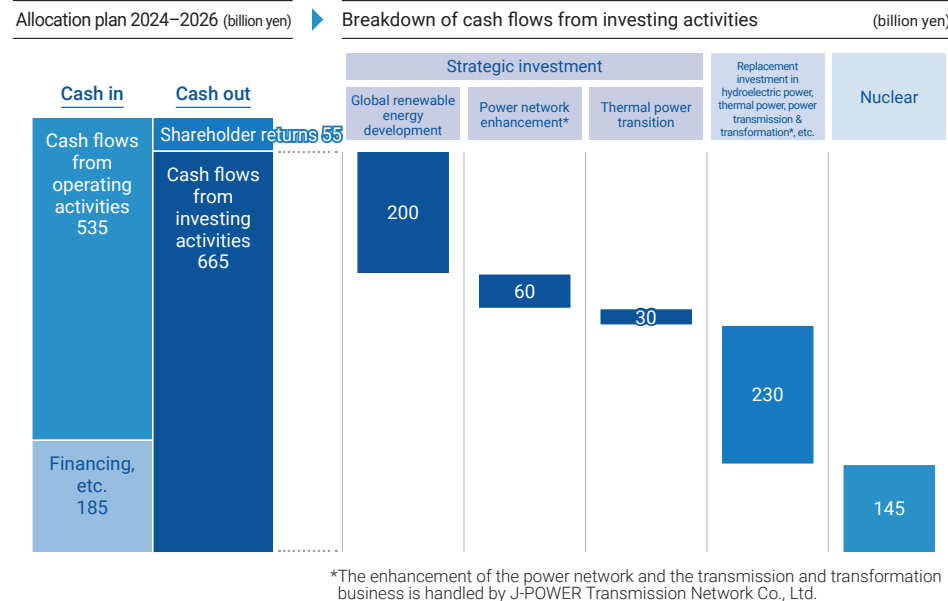 Allocation plan 2024–2026 (billion yen)
Breakdown of cash flows from investing activities (billion yen)
Cash in
Cash out
Cash flows
from
operating
activities
535
Financing,
etc.
185
Shareholder returns 55
Cash flows
from
investing
activities
665
Strategic investment
Global renewable
energy
development
Power network
enhancement*
Thermal power
transition
Replacement
investment in
hydroelectric power,
thermal power, power
transmission &
transformation*, etc.
Nuclear
200
60
30
230
145
*The enhancement of the power network and the transmission and transformation
business is handled by J-POWER Transmission Network Co., Ltd.